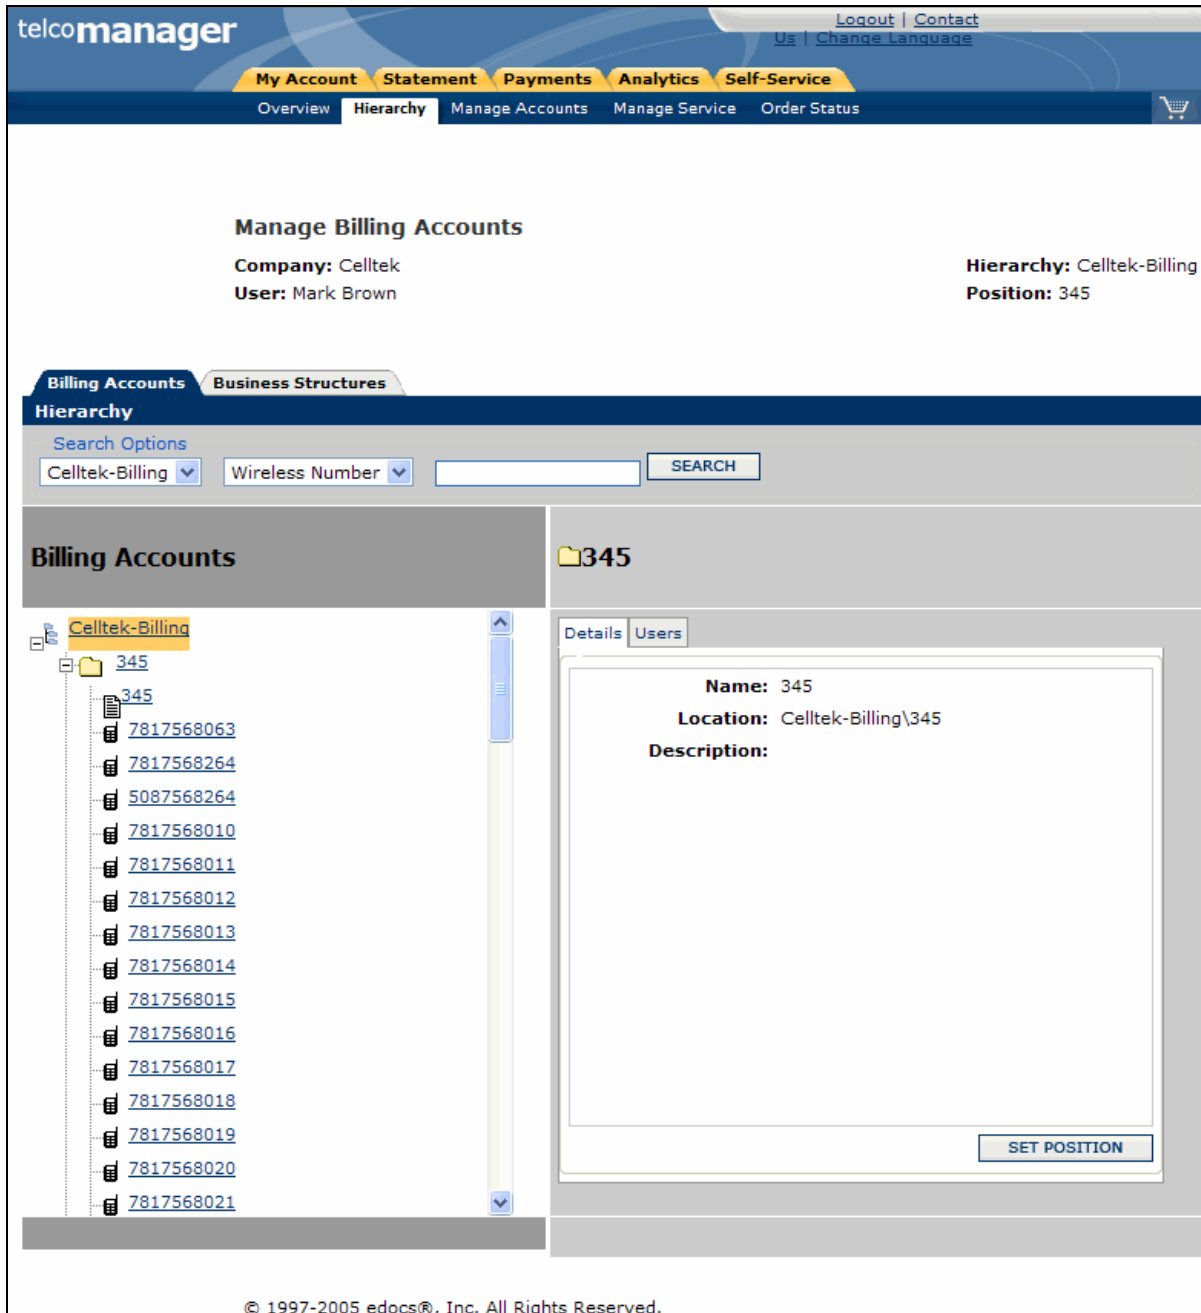 telcomanager
Logout | Contact
Us | Change Language
My Account Statement Payments Analytics Self-Service
Overview Hierarchy Manage Accounts Manage Service Order Status
Manage Billing Accounts
Company: Celltek
Hierarchy: Celltek-Billing
User: Mark Brown
Position: 345
Billing Accounts Business Structures
Hierarchy
Search Options
Celltek-Billing Wireless Number SEARCH
Billing Accounts
345
Celltek-Billing
345
345
7817568063
7817568264
5087568264
7817568010
7817568011
7817568012
7817568013
7817568014
7817568015
7817568016
7817568017
7817568018
7817568019
7817568020
7817568021
Details Users
Name: 345
Location: Celltek-Billing\345
Description:
SET POSITION
© 1997-2005 edocs®, Inc. All Rights Reserved.